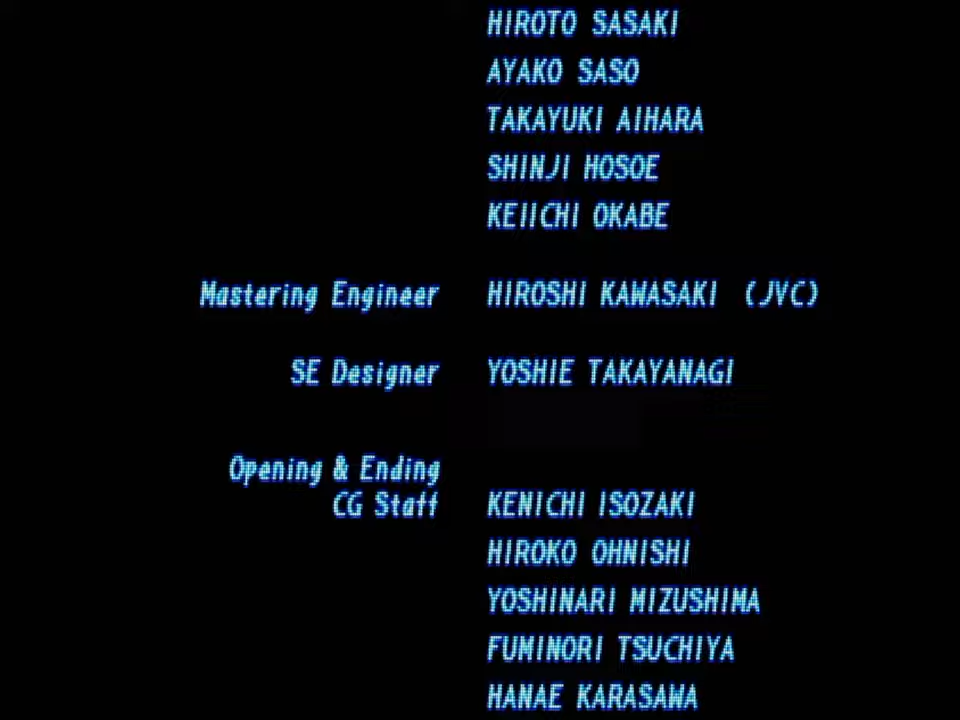 HIROTO SASAKI
AYAKO SASO
TAKAYUKI AIHARA
SHINJI HOSOE
KEIICHI OKABE
Mastering Engineer HIROSHI KAWASAKI (JVC)
SE Designer YOSHIE TAKAYANAGI
Opening & Ending
CG Staff KENICHI ISOZAKI
HIROKO OHNISHI
YOSHINARI MIZUSHIMA
FUMINORI TSUCHIYA
HANAE KARASAWA